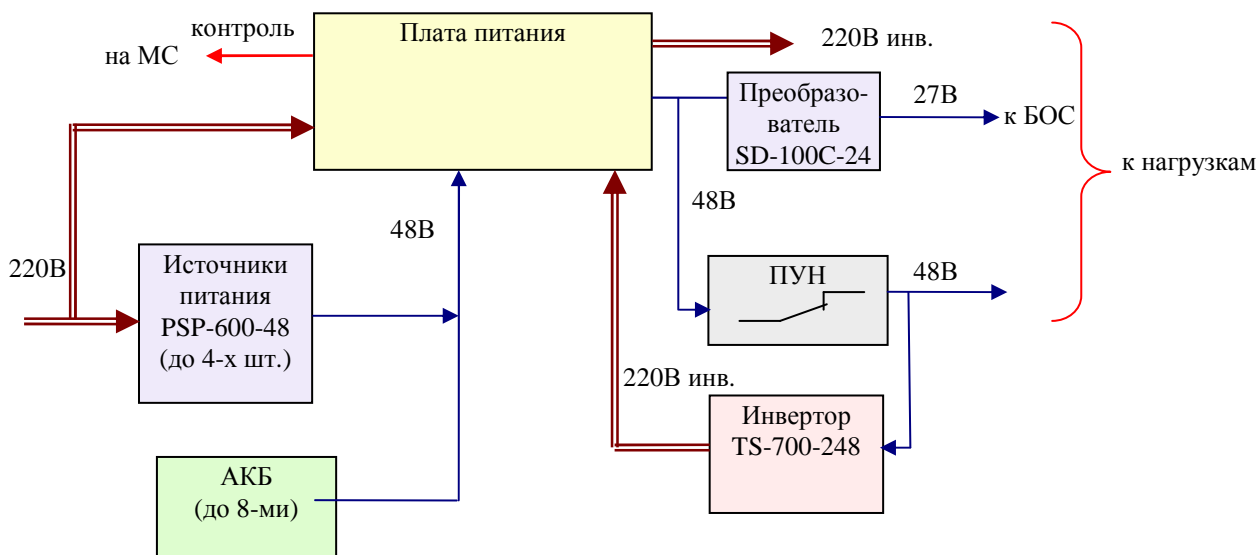 контроль
на МС
Плата питания
220В инв.
Преобразо-
ватель
SD-100C-24
27В
к БОС
к нагрузкам
48В
48В
220В
Источники
питания
PSP-600-48
(до 4-х шт.)
ПУН
48В
220В инв.
Инвертор
TS-700-248
АКБ
(до 8-ми)